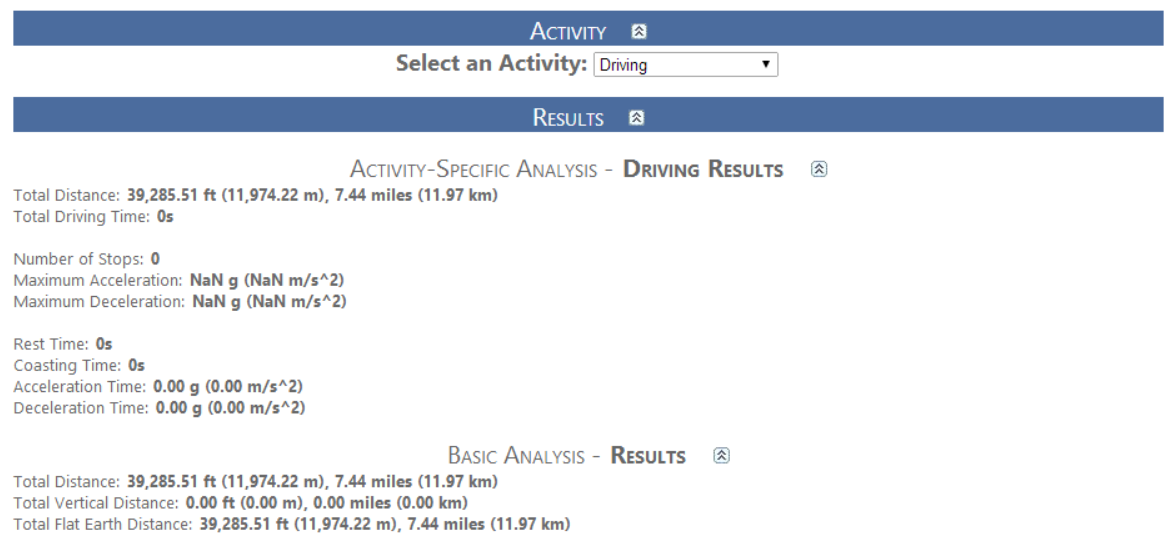 Activity
Select an Activity: Driving
Results
Activity-Specific Analysis - Driving Results
Total Distance: 39,285.51 ft (11,974.22 m), 7.44 miles (11.97 km)
Total Driving Time: 0s
Number of Stops: 0
Maximum Acceleration: NaN g (NaN m/s^2)
Maximum Deceleration: NaN g (NaN m/s^2)
Rest Time: 0s
Coasting Time: 0s
Acceleration Time: 0.00 g (0.00 m/s^2)
Deceleration Time: 0.00 g (0.00 m/s^2)
Basic Analysis - Results
Total Distance: 39,285.51 ft (11,974.22 m), 7.44 miles (11.97 km)
Total Vertical Distance: 0.00 ft (0.00 m), 0.00 miles (0.00 km)
Total Flat Earth Distance: 39,285.51 ft (11,974.22 m), 7.44 miles (11.97 km)